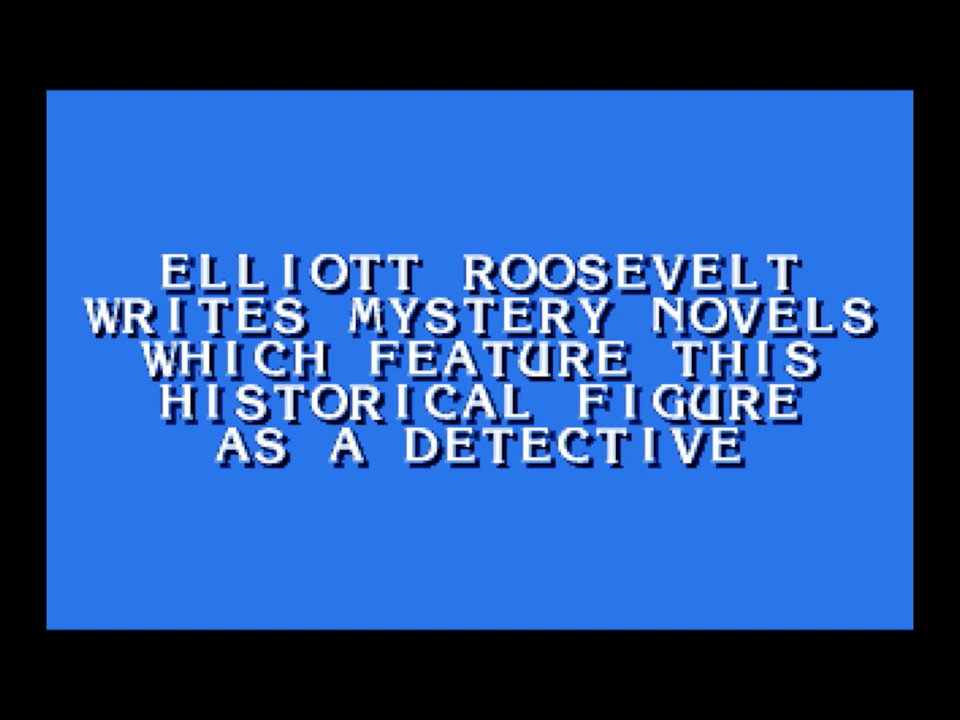 ELLIOTT ROOSEVELT
WRITES MYSTERY NOVELS
WHICH FEATURE THIS
HISTORICAL FIGURE
AS A DETECTIVE